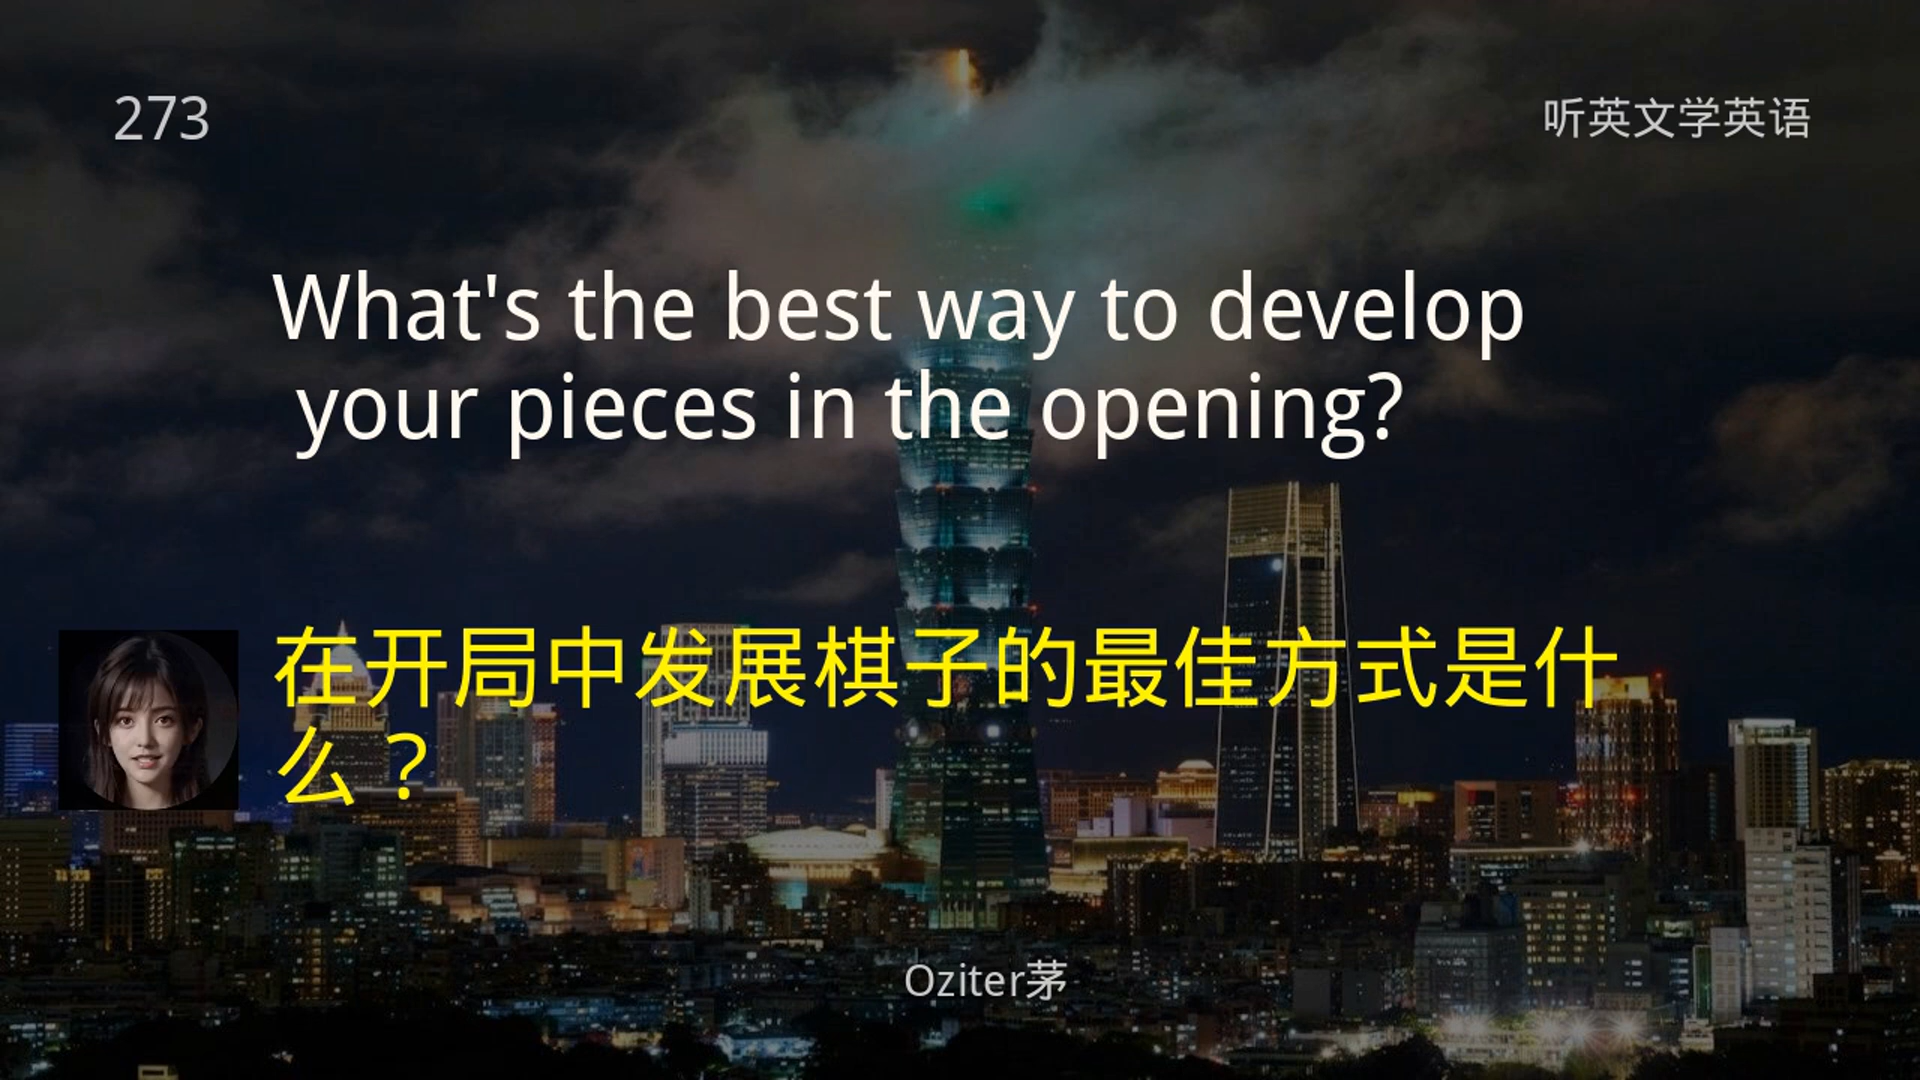 273
听英文学英语
What's the best way to develop
your pieces in the opening?
在开局中发展棋子的最佳方式是什
么？
Oziter茅